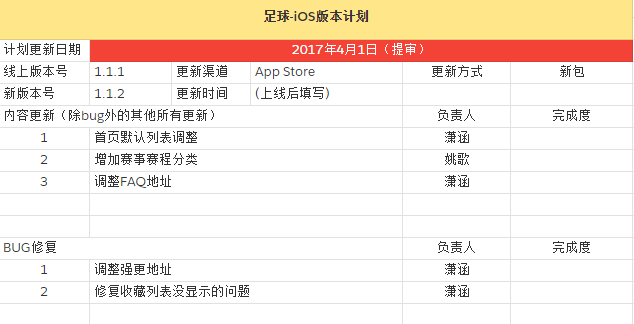 足球-iOS版本计划
计划更新日期 2017年4月1日（提审）
线上版本号 1.1.1 更新渠道 App Store 更新方式 新包
新版本号 1.1.2 更新时间 (上线后填写)
内容更新（除bug外的其他所有更新） 负责人 完成度
1 首页默认列表调整 萧涵
2 增加赛事赛程分类 姚歌
3 调整FAQ地址 潇涵
BUG修复 负责人 完成度
1 调整强更地址 萧涵
2 修复收藏列表没显示的问题 萧涵